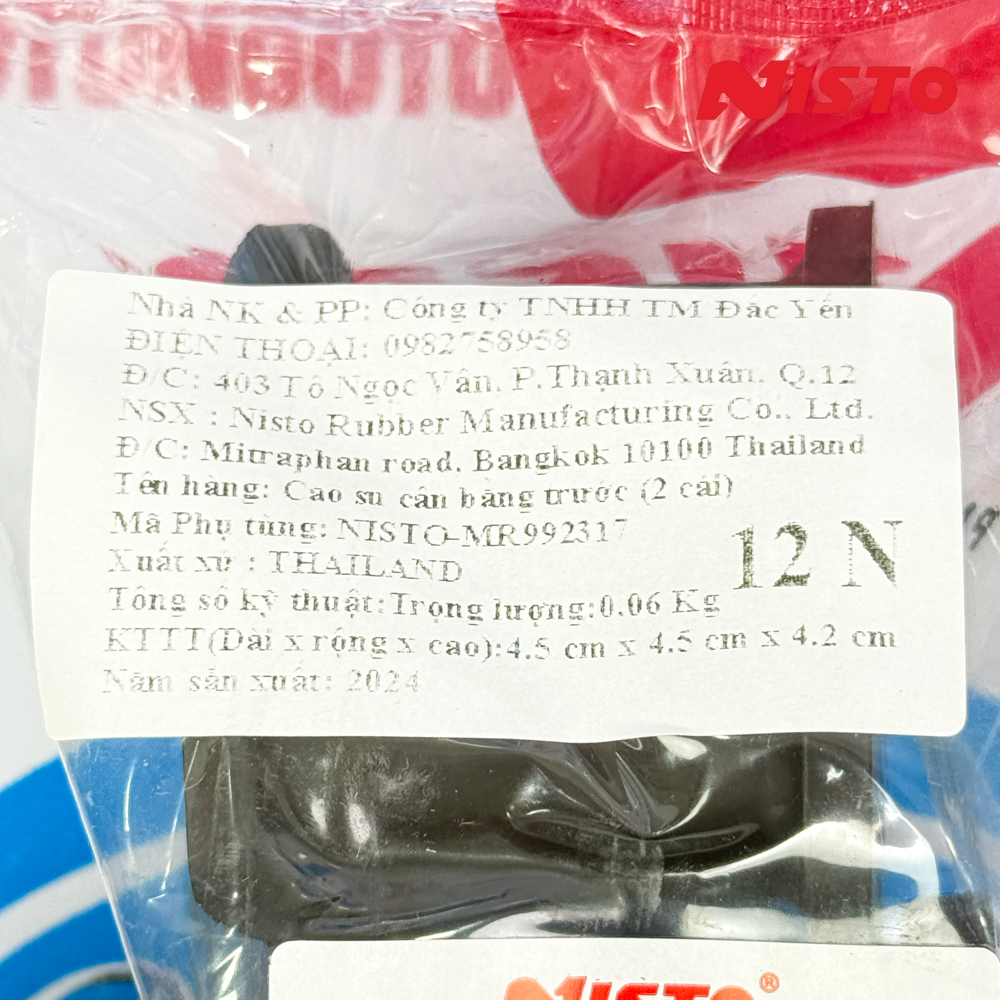 NISTO
Nhà NK & PP: Công ty TNHH TM Đắc Yến
ĐIỆN THOẠI: 0982758958
Đ/C: 403 Tô Ngọc Vân, P.Thạnh Xuân, Q.12
NSX : Nisto Rubber Manufacturing Co., Ltd.
Đ/C: Mitraphan road, Bangkok 10100 Thailand
Tên hàng: Cao su cân bằng trước (2 cái)
Mã Phụ tùng: NISTO-MR992317
12 N
Xuất xứ : THAILAND
Tông số kỹ thuật:Trọng lượng:0.06 Kg
KTTT(Dài x rộng x cao):4.5 cm x 4.5 cm x 4.2 cm
Năm sản xuất: 2024
NISTO®